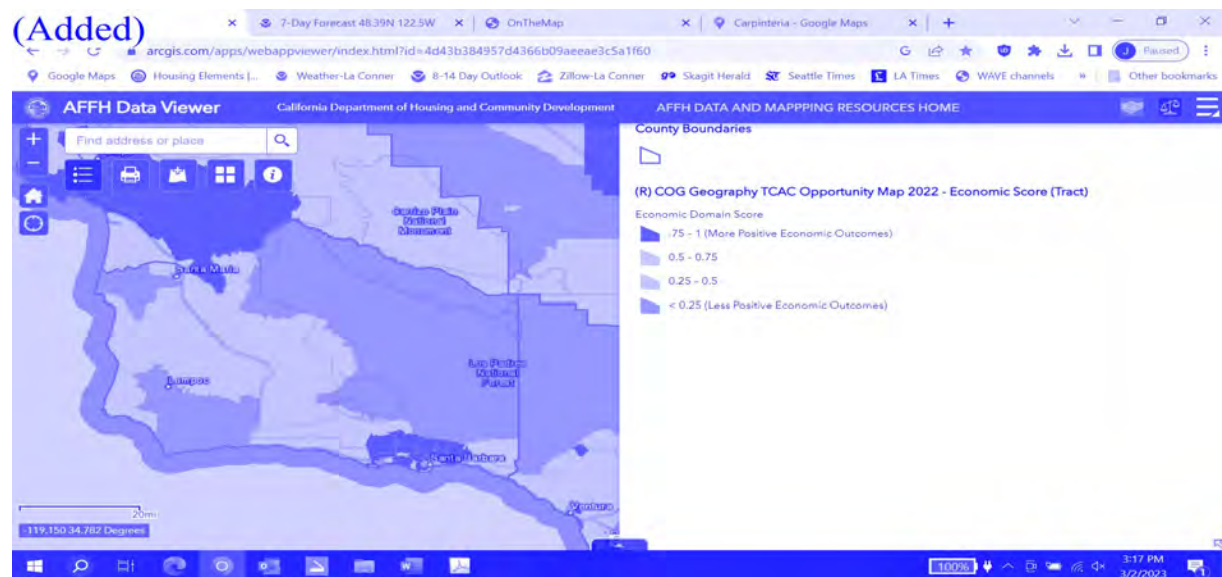 (Added)
7-Day Forecast 48.39N 122.5W
OnTheMap
Carpinteria - Google Maps
arcgis.com/apps/webappviewer/index.html?id=4d43b384957d4366b09aeeae3c5a1f60
Paused
Google Maps
Housing Elements |...
Weather-La Conner
8-14 Day Outlook
Zillow-La Conner
Skagit Herald
Seattle Times
LA Times
WAVE channels
»
Other bookmarks
AFFH Data Viewer
California Department of Housing and Community Development
AFFH DATA AND MAPPPING RESOURCES HOME
Find address or place
County Boundaries
(R) COG Geography TCAC Opportunity Map 2022 - Economic Score (Tract)
Economic Domain Score
.75 - 1 (More Positive Economic Outcomes)
0.5 - 0.75
0.25 - 0.5
< 0.25 (Less Positive Economic Outcomes)
Carrizo Plain
National
Monument
Santa Maria
Los Padres
National
Forest
Lompoc
Santa Barbara
Ventura
20mi
-119.150 34.782 Degrees
100%
3:17 PM
3/2/2023